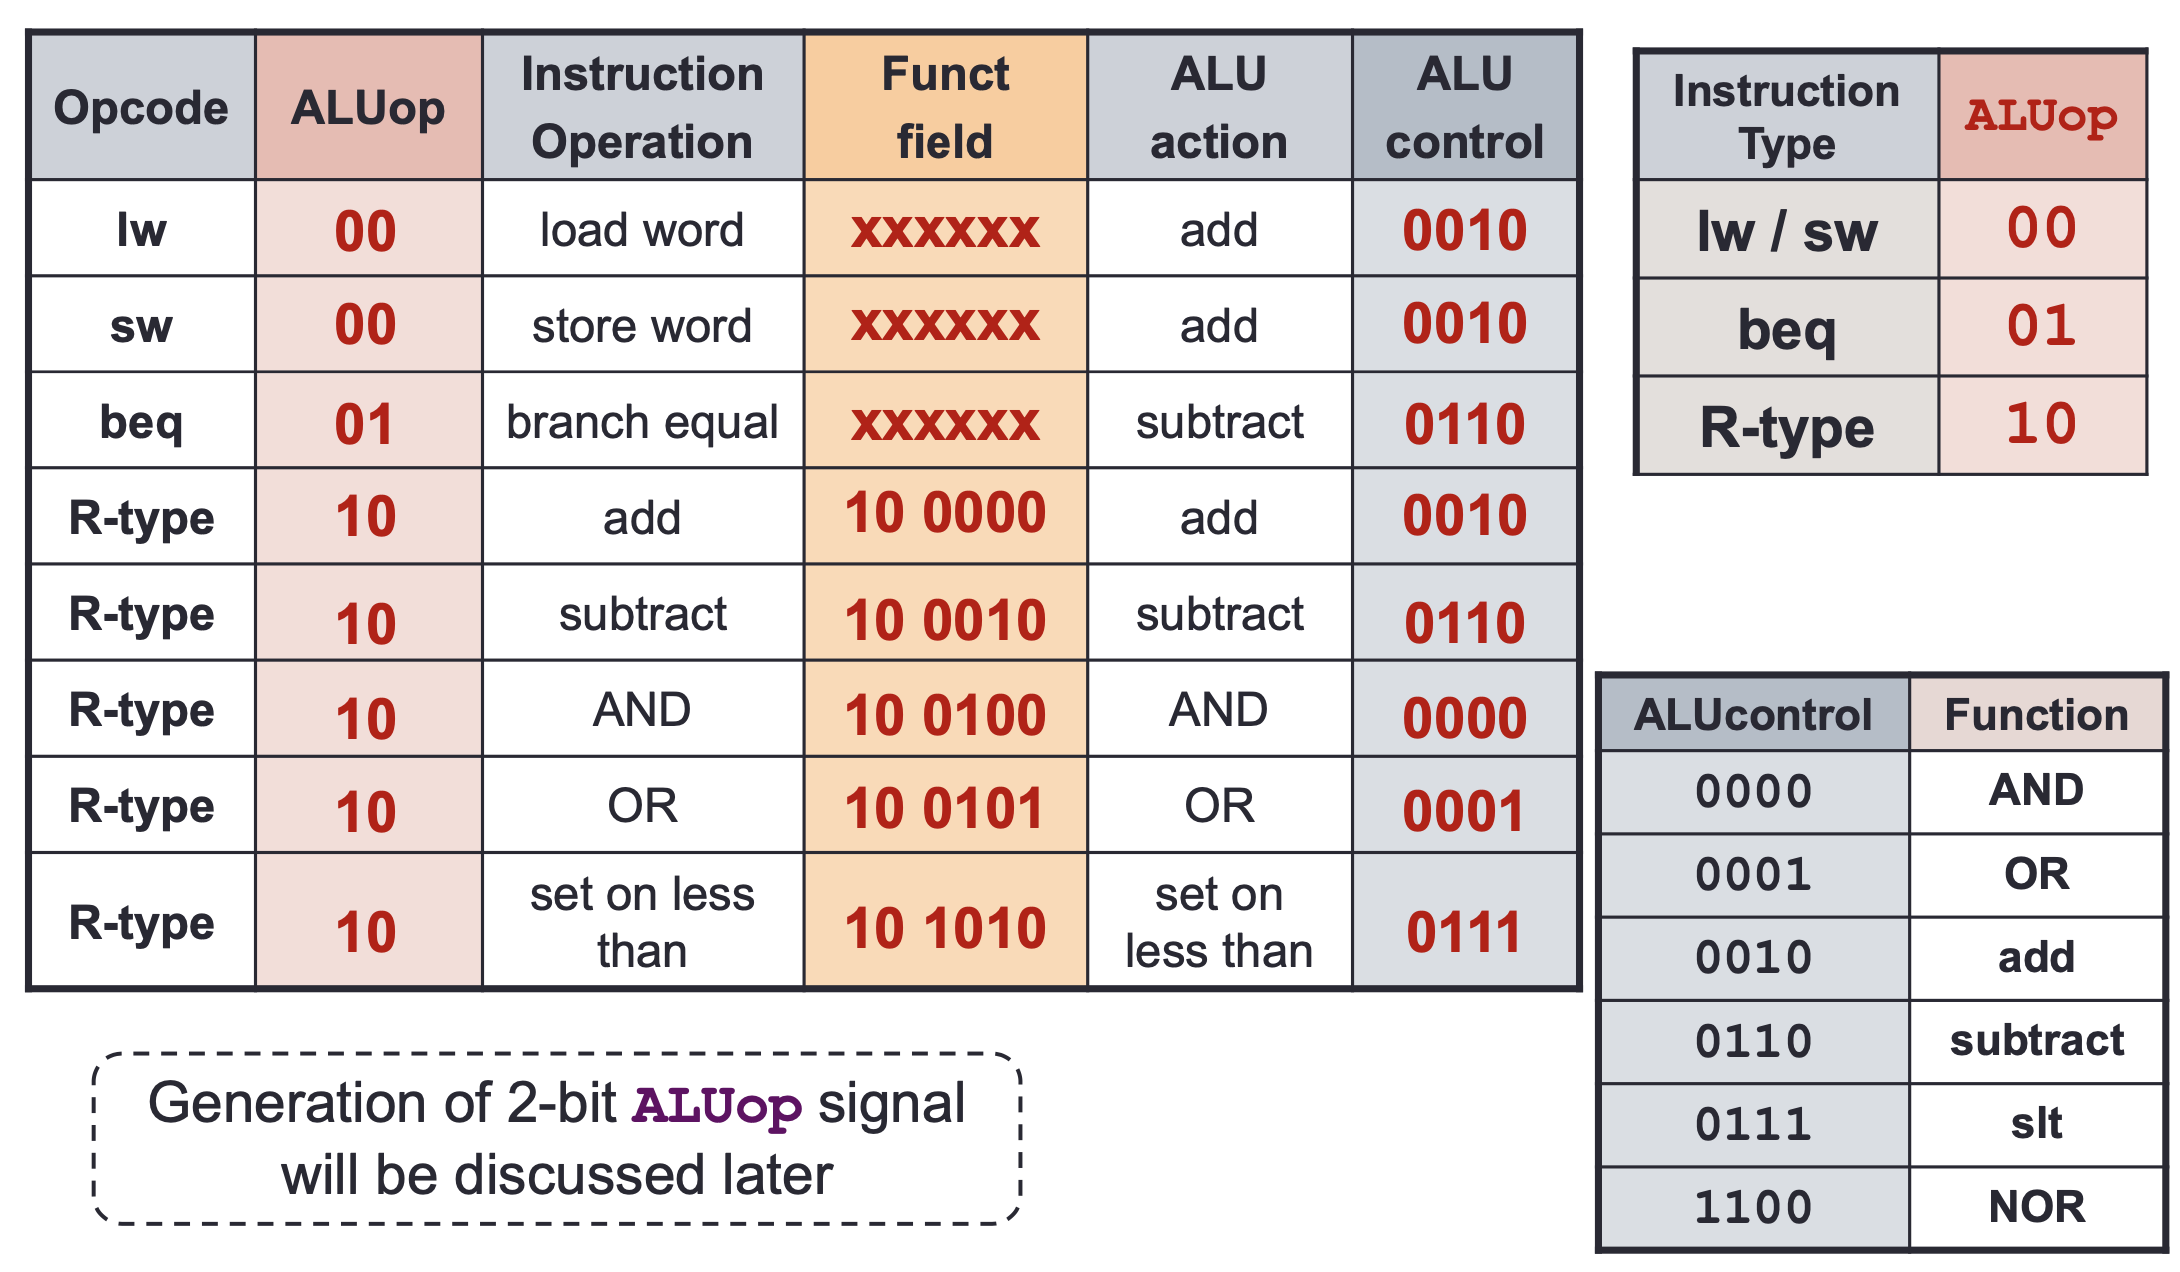 Opcode ALUop Instruction Operation Funct field ALU action ALU control
lw 00 load word xxxxxx add 0010
sw 00 store word xxxxxx add 0010
beq 01 branch equal xxxxxx subtract 0110
R-type 10 add 10 0000 add 0010
R-type 10 subtract 10 0010 subtract 0110
R-type 10 AND 10 0100 AND 0000
R-type 10 OR 10 0101 OR 0001
R-type 10 set on less than 10 1010 set on less than 0111
Instruction Type ALUop
lw / sw 00
beq 01
R-type 10
ALUcontrol Function
0000 AND
0001 OR
0010 add
0110 subtract
0111 slt
1100 NOR
Generation of 2-bit ALUop signal
will be discussed later